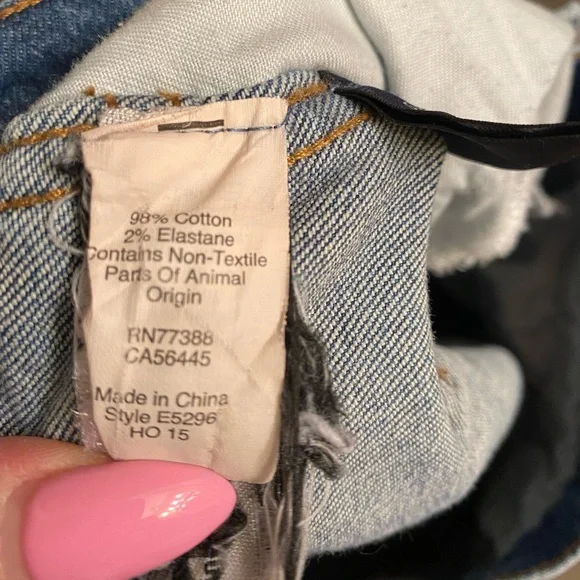 98% Cotton
2% Elastane
Contains Non-Textile
Parts Of Animal
Origin
RN77388
CA56445
Made in China
Style E5296
HO 15